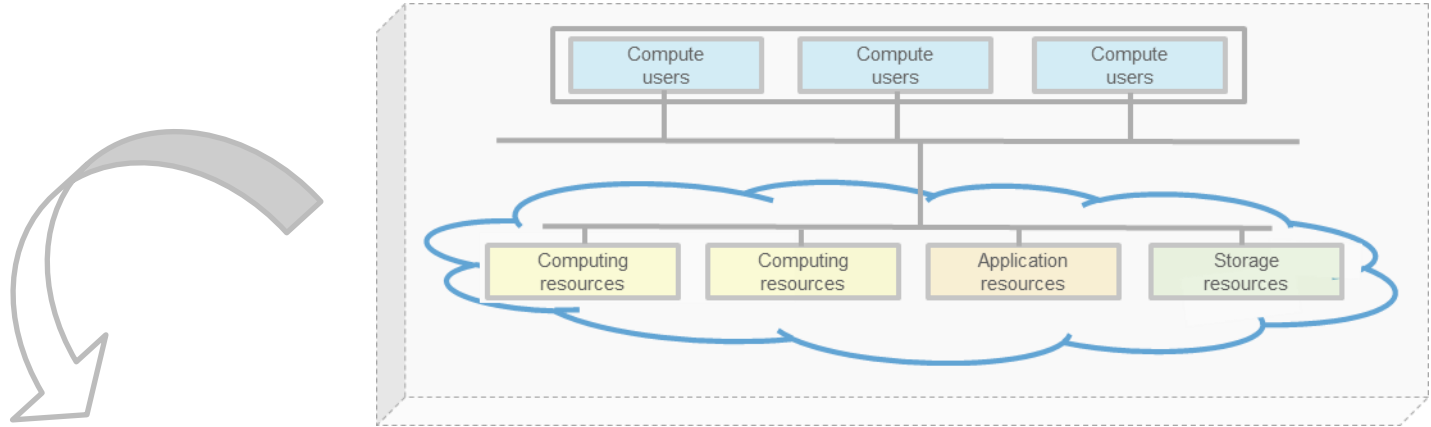 Compute
users
Compute
users
Compute
users
Computing
resources
Computing
resources
Application
resources
Storage
resources